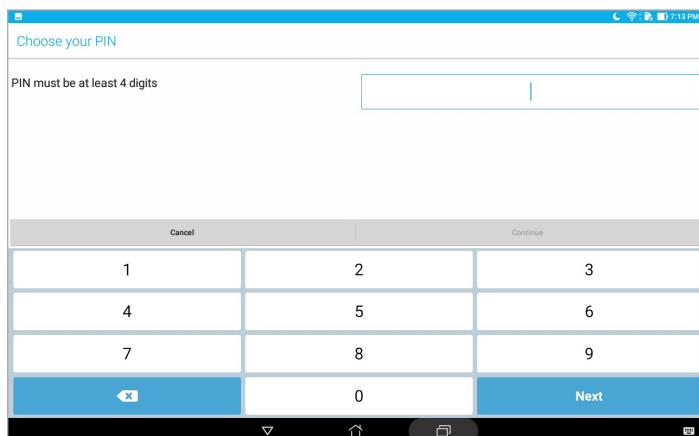 7:13 PM
Choose your PIN
PIN must be at least 4 digits
Cancel Continue
1 2 3
4 5 6
7 8 9
0 Next